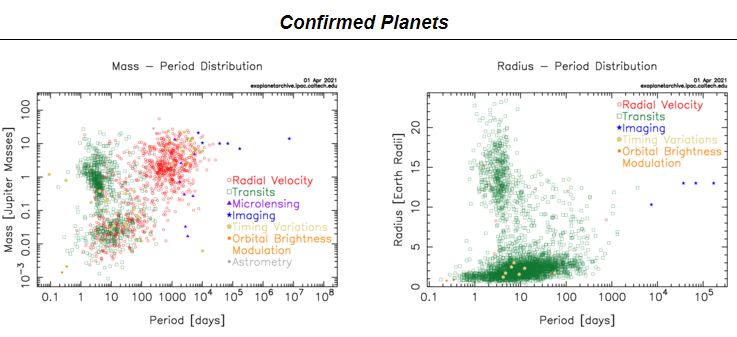 Confirmed Planets
Mass – Period Distribution
01 Apr 2021
exoplanetarchive.ipac.caltech.edu
Mass [Jupiter Masses]
100
10
1
0.1
0.01
10⁻³
Radial Velocity
Transits
Microlensing
Imaging
Timing Variations
Orbital Brightness
Modulation
Astrometry
0.1 1 10 100 1000 10⁴ 10⁵ 10⁶ 10⁷ 10⁸
Period [days]
Radius – Period Distribution
01 Apr 2021
exoplanetarchive.ipac.caltech.edu
Radius [Earth Radii]
20
15
10
5
0
Radial Velocity
Transits
Imaging
Timing Variations
Orbital Brightness
Modulation
0.1 1 10 100 1000 10⁴ 10⁵
Period [days]